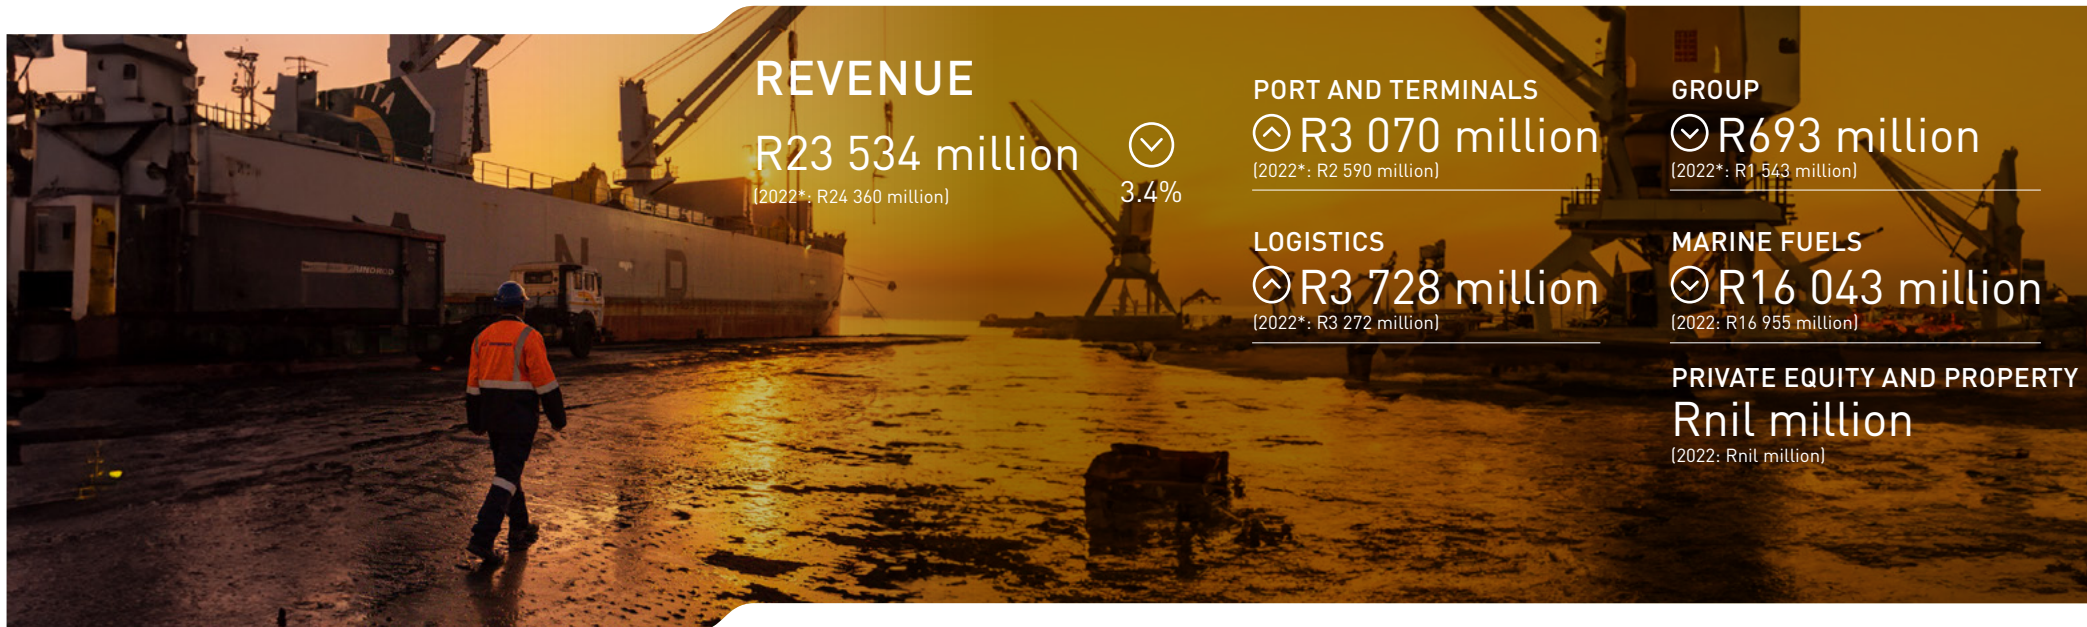 REVENUE
R23 534 million
(2022*: R24 360 million)
3.4%
PORT AND TERMINALS
R3 070 million
(2022*: R2 590 million)
LOGISTICS
R3 728 million
(2022*: R3 272 million)
GROUP
R693 million
(2022*: R1 543 million)
MARINE FUELS
R16 043 million
(2022: R16 955 million)
PRIVATE EQUITY AND PROPERTY
Rnil million
(2022: Rnil million)